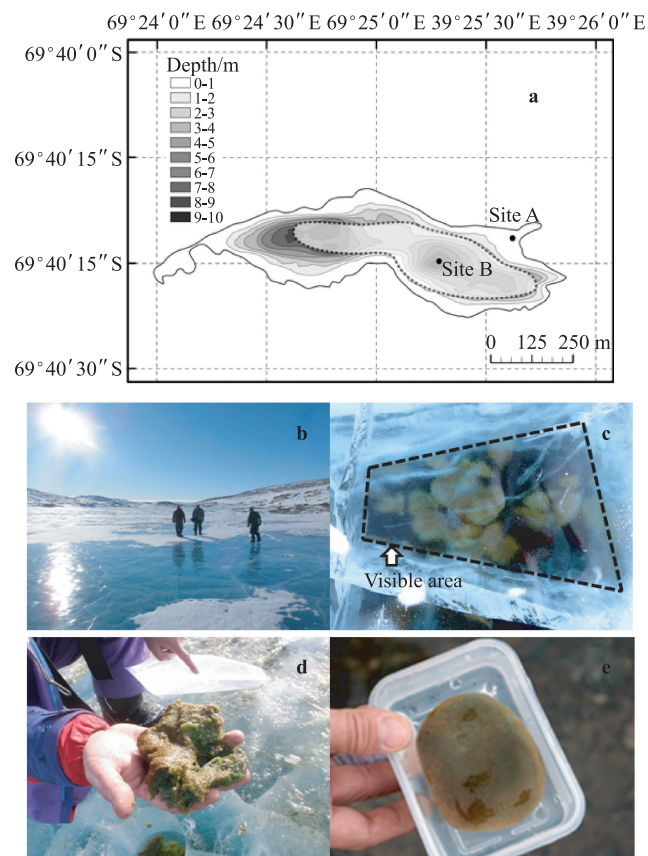 69°24′0″E 69°24′30″E 69°25′0″E 39°25′30″E 69°26′0″E
69°40′0″S
Depth/m
0-1
1-2
2-3
3-4
4-5
5-6
6-7
7-8
8-9
9-10
a
69°40′15″S
Site A
69°40′15″S
Site B
0 125 250 m
69°40′30″S
b
c
Visible area
d
e